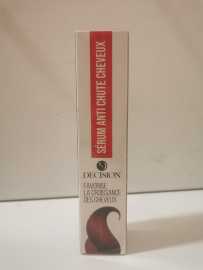 SÉRUM ANTI CHUTE CHEVEUX
DECISION
FAVORISE
LA CROISSANCE
DES CHEVEUX